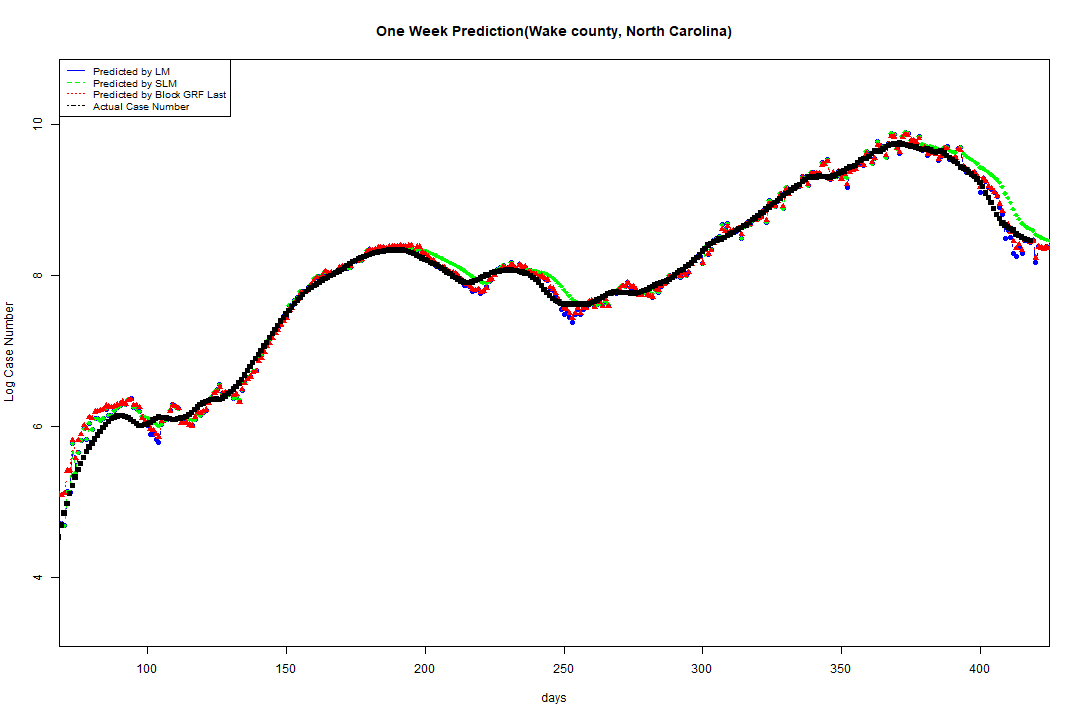 One Week Prediction(Wake county, North Carolina)
Predicted by LM
Predicted by SLM
Predicted by Block GRF Last
Actual Case Number
10
8
6
4
Log Case Number
100 150 200 250 300 350 400
days